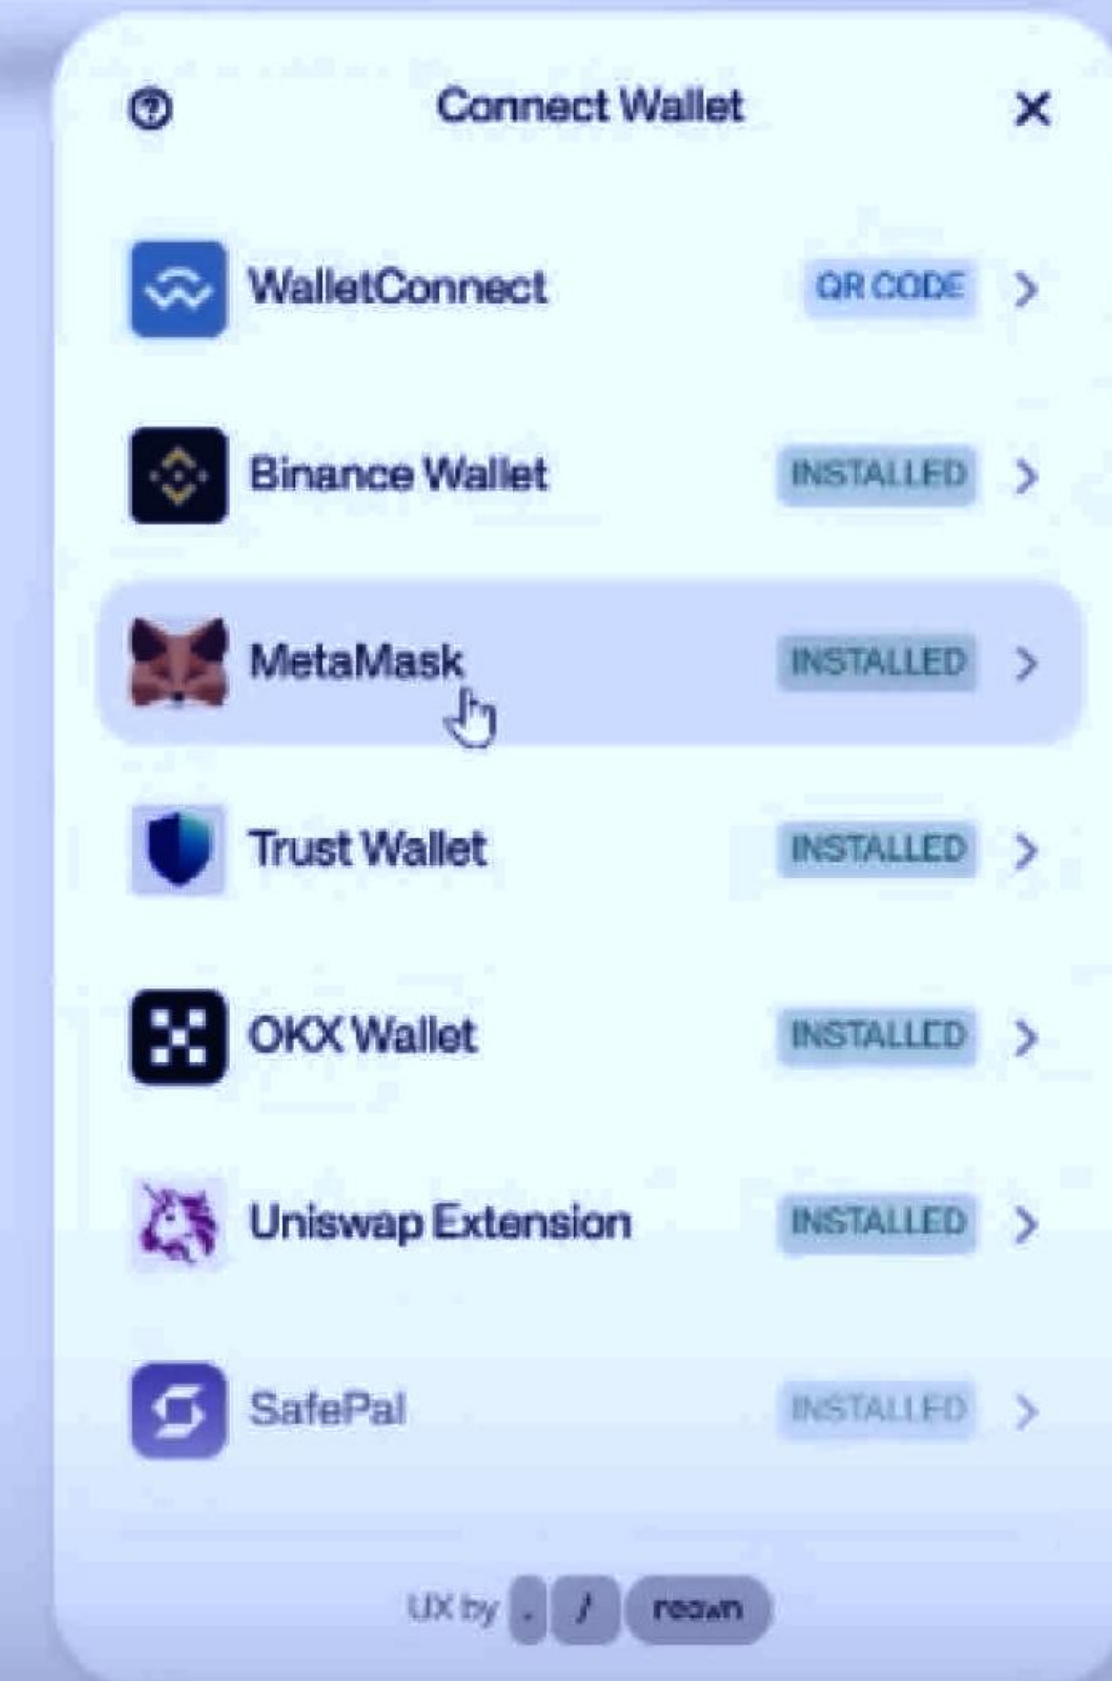 Connect Wallet
WalletConnect QR CODE
Binance Wallet INSTALLED
MetaMask INSTALLED
Trust Wallet INSTALLED
OKX Wallet INSTALLED
Uniswap Extension INSTALLED
SafePal INSTALLED
UX by . / reown